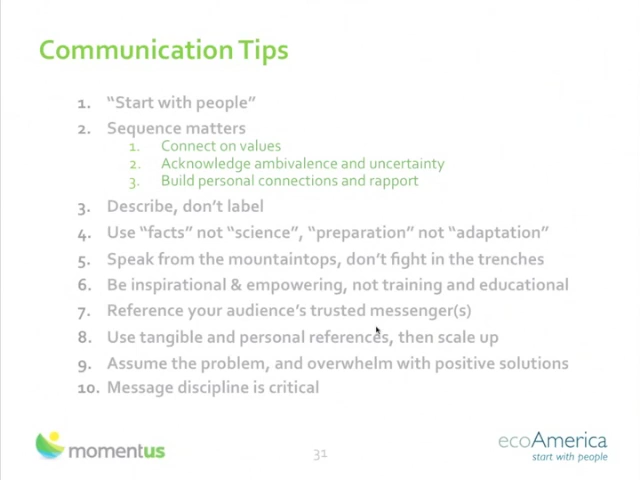 Communication Tips
1. “Start with people”
2. Sequence matters
1. Connect on values
2. Acknowledge ambivalence and uncertainty
3. Build personal connections and rapport
3. Describe, don’t label
4. Use “facts” not “science”, “preparation” not “adaptation”
5. Speak from the mountaintops, don’t fight in the trenches
6. Be inspirational & empowering, not training and educational
7. Reference your audience’s trusted messenger(s)
8. Use tangible and personal references, then scale up
9. Assume the problem, and overwhelm with positive solutions
10. Message discipline is critical
momentus
31
ecoAmerica
start with people